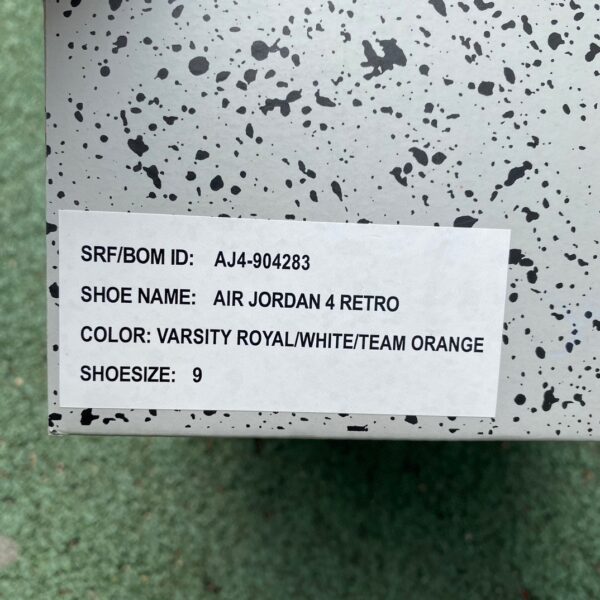 SRF/BOM ID: AJ4-904283
SHOE NAME: AIR JORDAN 4 RETRO
COLOR: VARSITY ROYAL/WHITE/TEAM ORANGE
SHOESIZE: 9